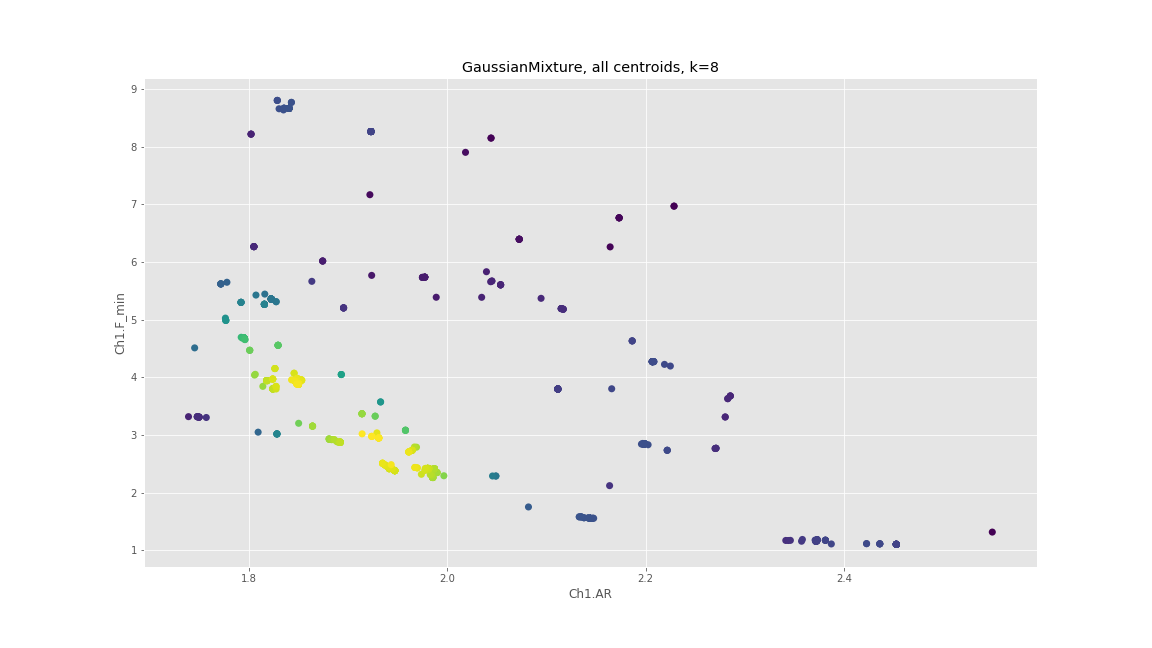 GaussianMixture, all centroids, k=8
9
8
7
6
5
4
3
2
1
Ch1.F_min
1.8 2.0 2.2 2.4
Ch1.AR